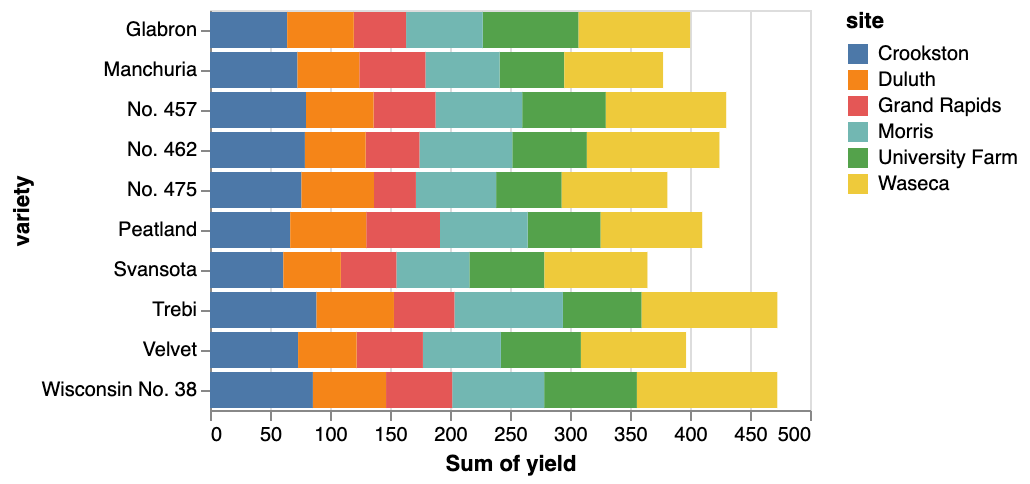 variety
Glabron
Manchuria
No. 457
No. 462
No. 475
Peatland
Svansota
Trebi
Velvet
Wisconsin No. 38
0 50 100 150 200 250 300 350 400 450 500
Sum of yield
site
Crookston
Duluth
Grand Rapids
Morris
University Farm
Waseca